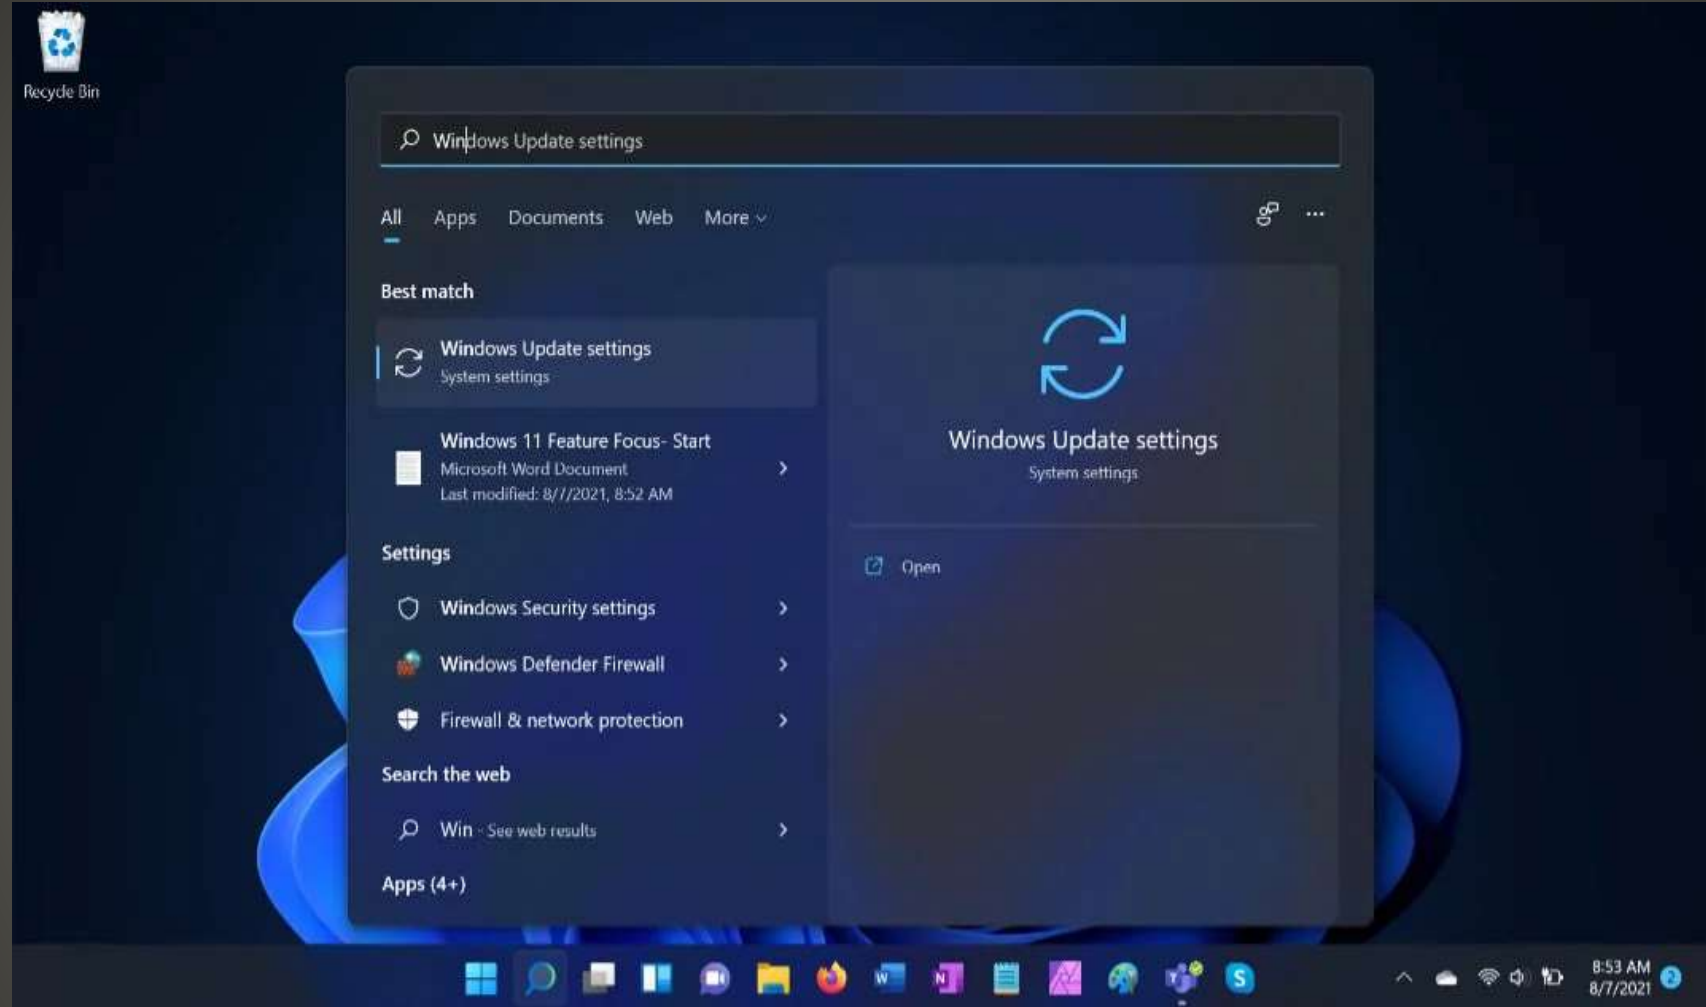 Recycle Bin
Windows Update settings
All Apps Documents Web More
Best match
Windows Update settings
System settings
Windows 11 Feature Focus- Start
Microsoft Word Document
Last modified: 8/7/2021, 8:52 AM
Settings
Windows Security settings
Windows Defender Firewall
Firewall & network protection
Search the web
Win - See web results
Apps (4+)
Windows Update settings
System settings
Open
W
N
S
8:53 AM
8/7/2021
2